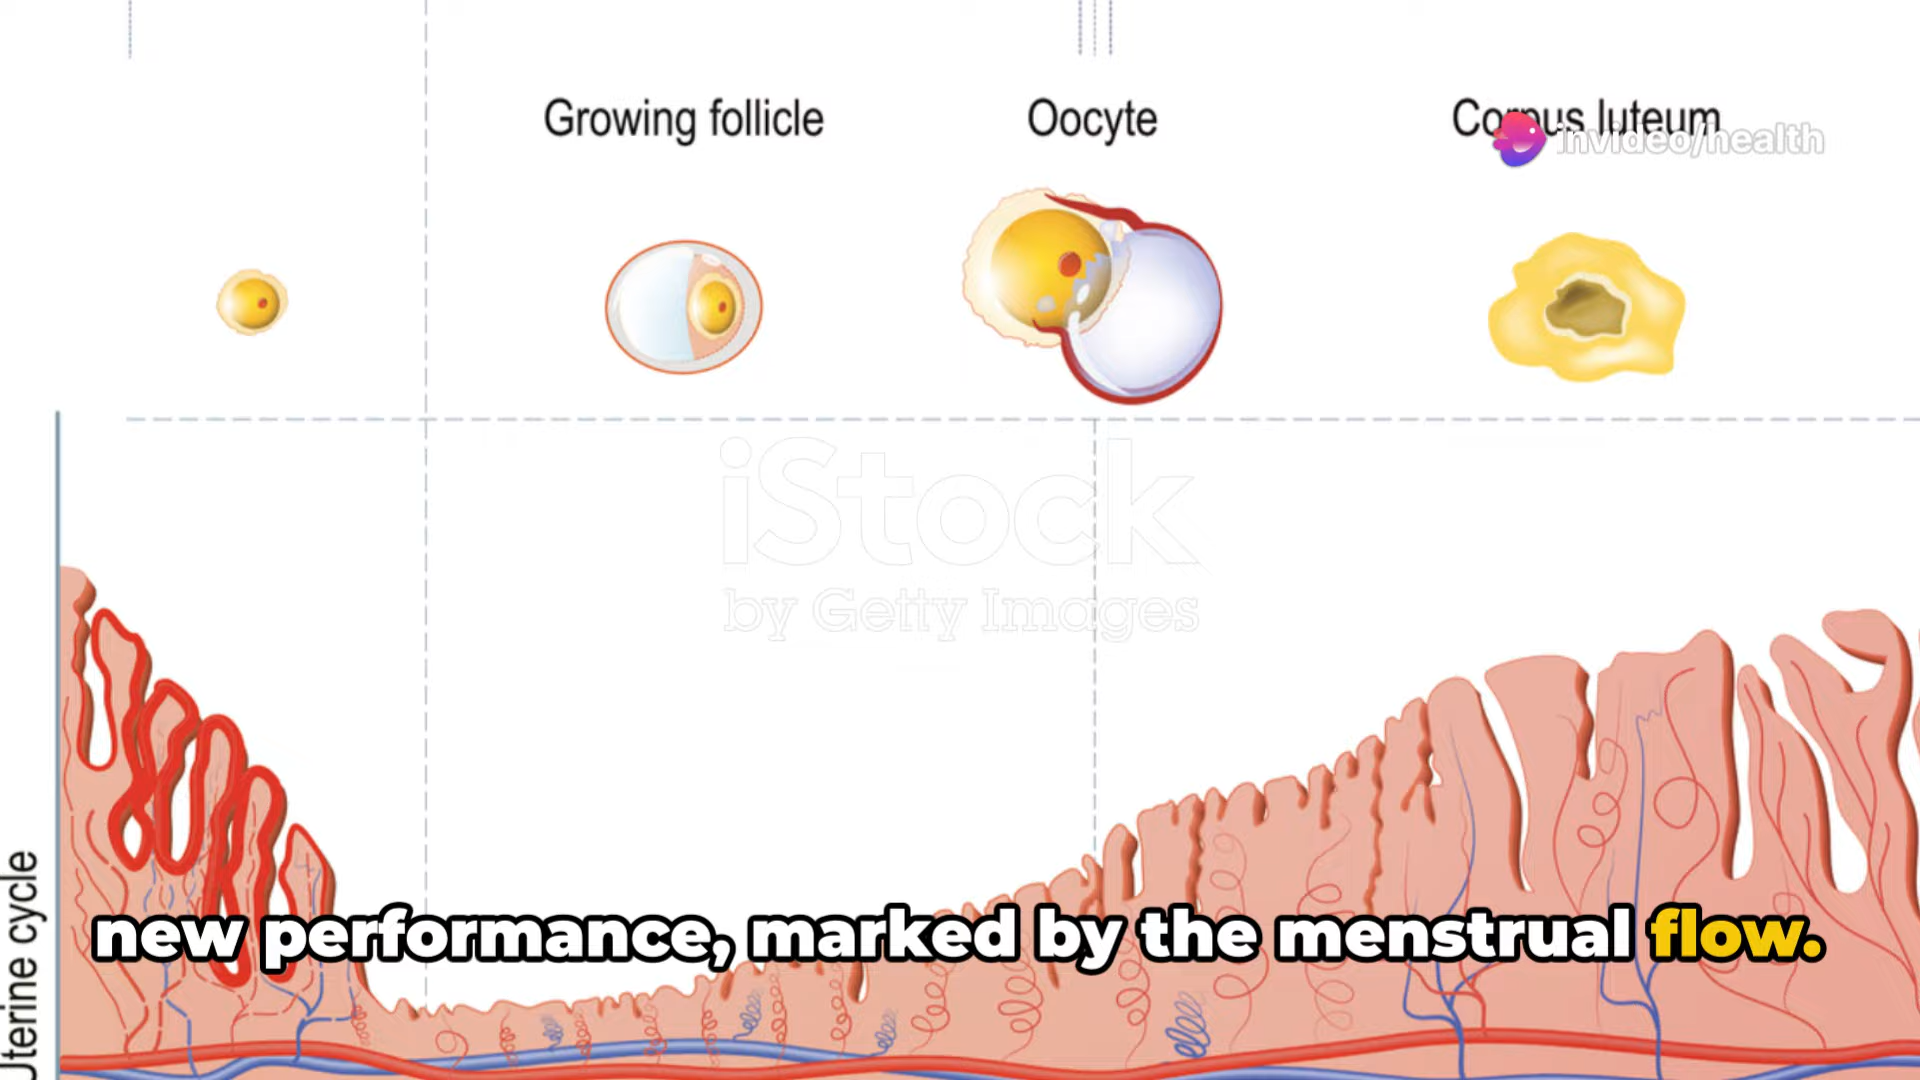 Growing follicle
Oocyte
Corpus luteum
invideo/health
iStock
by Getty Images
Uterine cycle
new performance, marked by the menstrual flow.